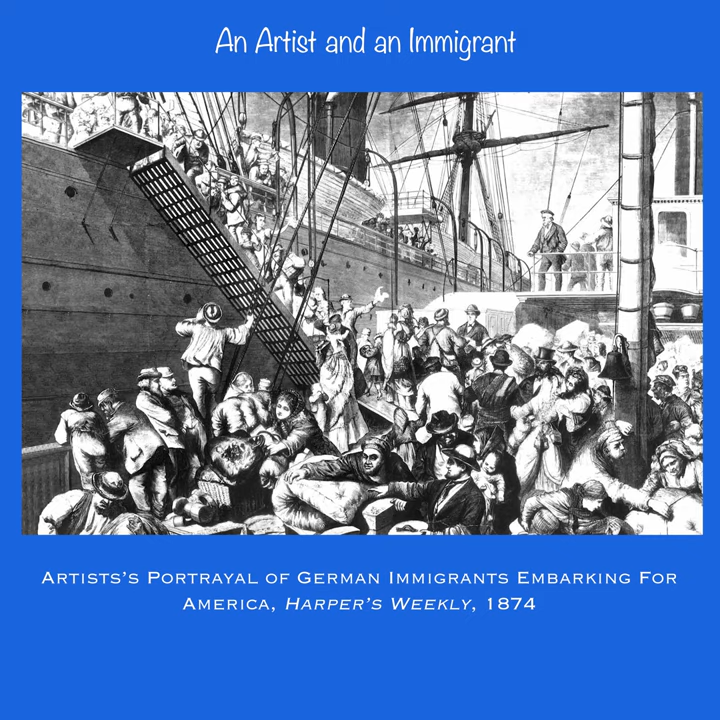 An Artist and an Immigrant
Artists's Portrayal of German Immigrants Embarking For
America, Harper's Weekly, 1874